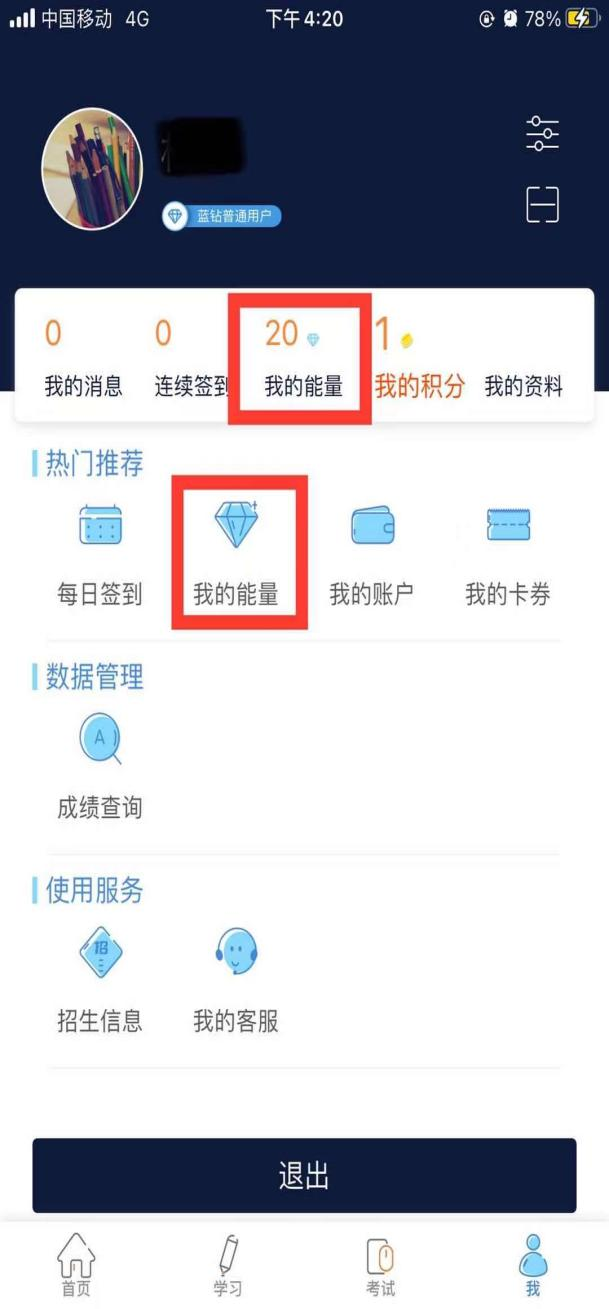 中国移动 4G 下午 4:20 78%
蓝钻普通用户
0 0 20 1
我的消息 连续签到 我的能量 我的积分 我的资料
热门推荐
每日签到 我的能量 我的账户 我的卡券
数据管理
A
成绩查询
使用服务
招
招生信息 我的客服
退出
首页 学习 考试 我